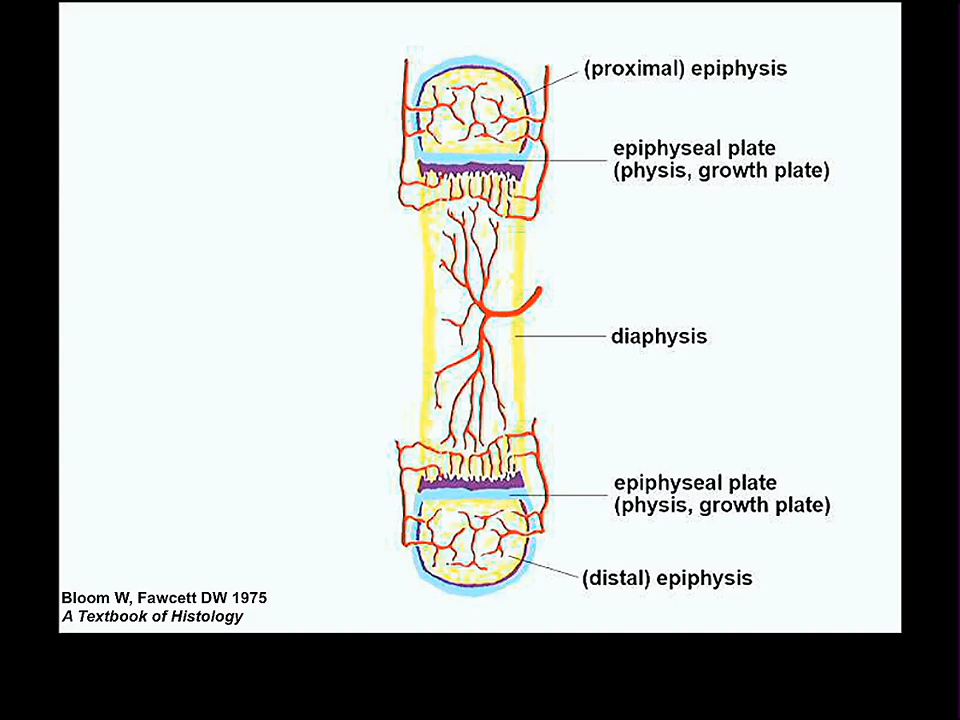 (proximal) epiphysis
epiphyseal plate
(physis, growth plate)
diaphysis
epiphyseal plate
(physis, growth plate)
(distal) epiphysis
Bloom W, Fawcett DW 1975
A Textbook of Histology